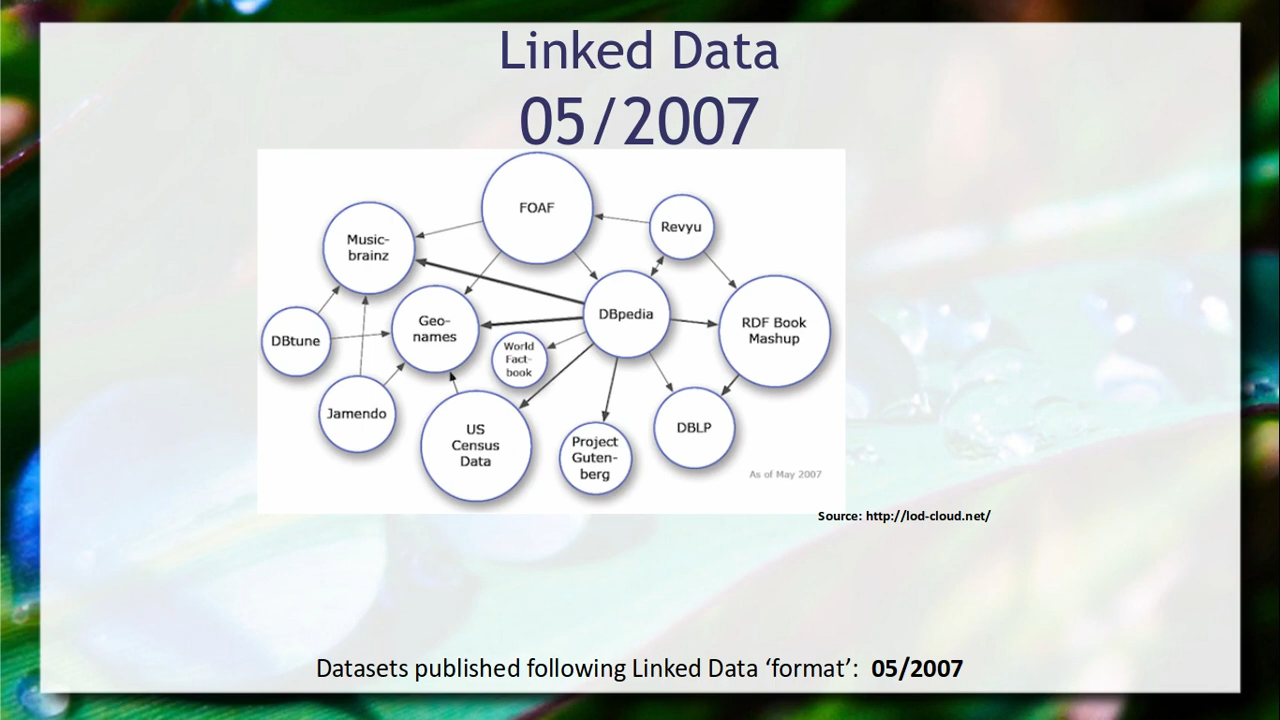 Linked Data
05/2007
FOAF
Revyu
Music-
brainz
DBpedia
Geo-
names
RDF Book
Mashup
DBtune
World
Fact-
book
Jamendo
US
Census
Data
Project
Guten-
berg
DBLP
As of May 2007
Source: http://lod-cloud.net/
Datasets published following Linked Data ‘format’: 05/2007